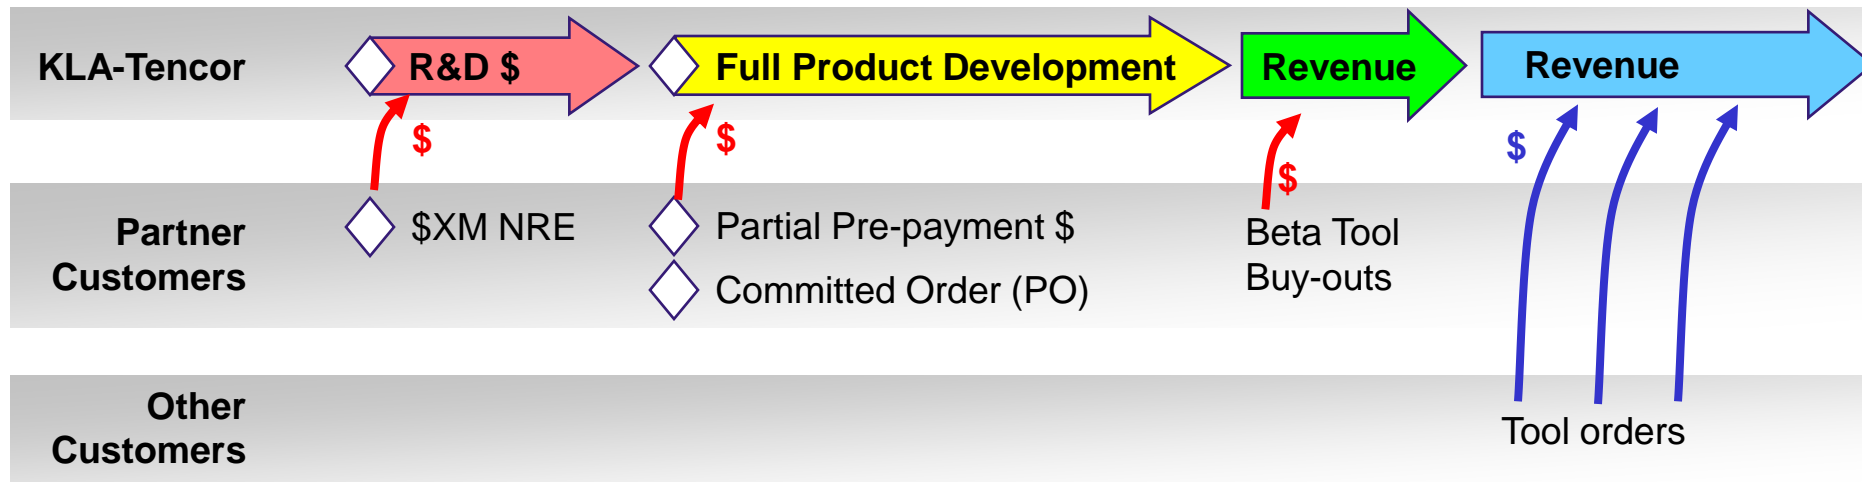 KLA-Tencor
R&D $
Full Product Development
Revenue
Revenue
$
$
$
$
Partner
Customers
$XM NRE
Partial Pre-payment $
Committed Order (PO)
Beta Tool
Buy-outs
Other
Customers
Tool orders